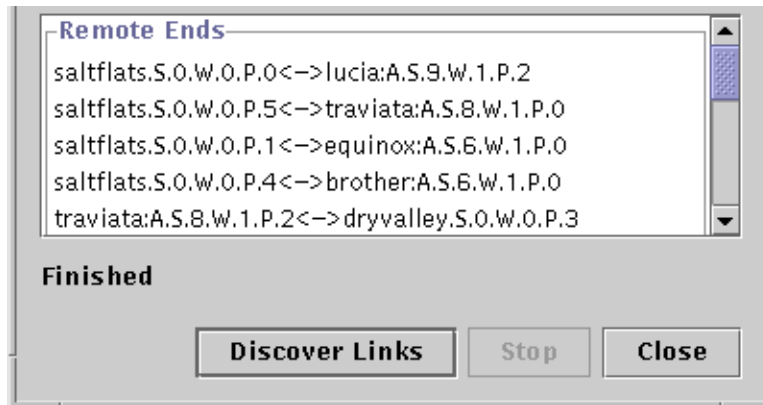 Remote Ends
saltflats.S.0.W.0.P.0<->lucia:A.S.9.W.1.P.2
saltflats.S.0.W.0.P.5<->traviata:A.S.8.W.1.P.0
saltflats.S.0.W.0.P.1<->equinox:A.S.6.W.1.P.0
saltflats.S.0.W.0.P.4<->brother:A.S.6.W.1.P.0
traviata:A.S.8.W.1.P.2<->dryvalley.S.0.W.0.P.3
Finished
Discover Links Stop Close